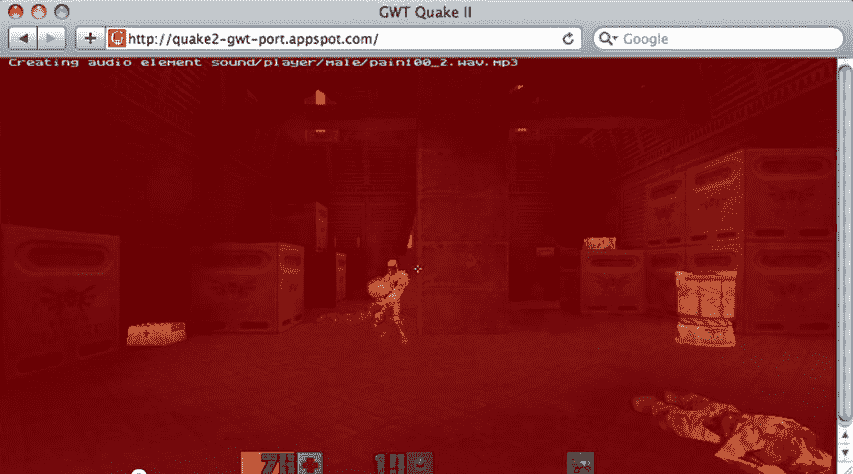 GWT Quake II
http://quake2-gwt-port.appspot.com/
Google
Creating audio element sound/player/male/pain100_2.wav.mp3